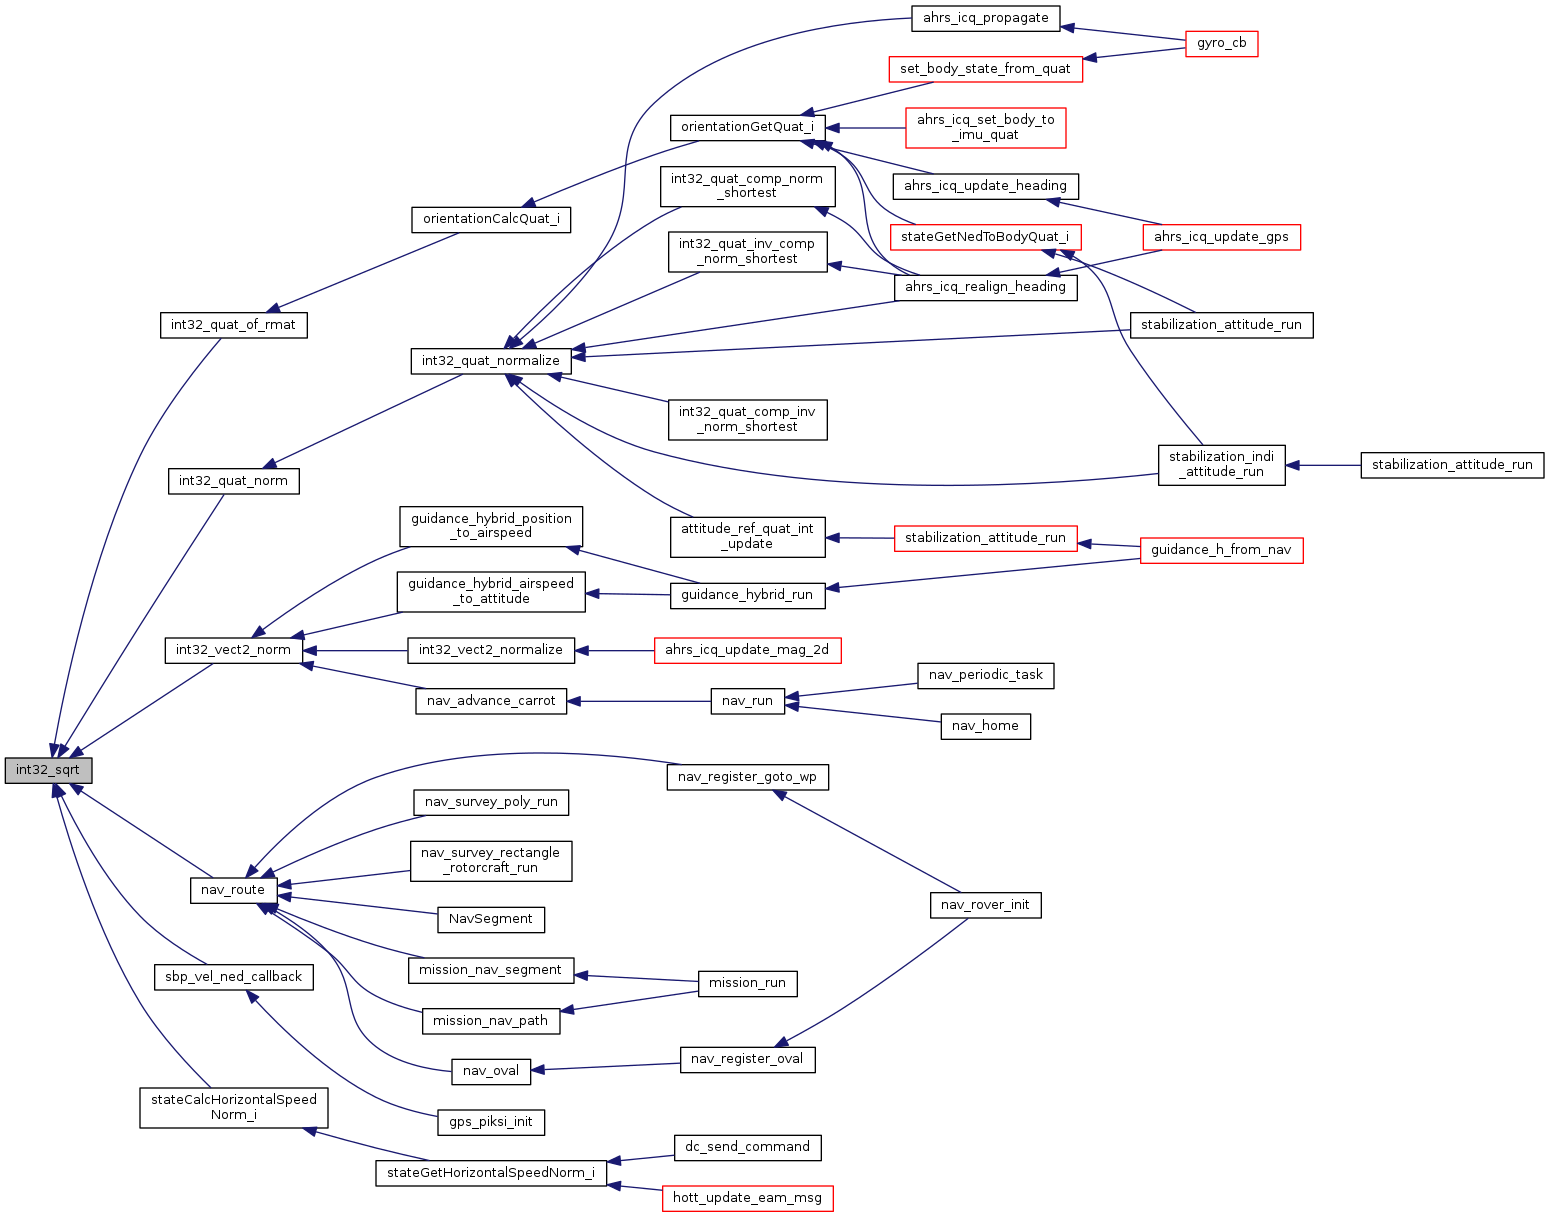 ahrs_icq_propagate
gyro_cb
set_body_state_from_quat
orientationGetQuat_i
ahrs_icq_set_body_to
_imu_quat
int32_quat_comp_norm
_shortest
ahrs_icq_update_heading
orientationCalcQuat_i
stateGetNedToBodyQuat_i
ahrs_icq_update_gps
int32_quat_inv_comp
_norm_shortest
ahrs_icq_realign_heading
int32_quat_of_rmat
stabilization_attitude_run
int32_quat_normalize
int32_quat_comp_inv
_norm_shortest
stabilization_indi
_attitude_run
stabilization_attitude_run
int32_quat_norm
guidance_hybrid_position
_to_airspeed
attitude_ref_quat_int
_update
stabilization_attitude_run
guidance_h_from_nav
guidance_hybrid_airspeed
_to_attitude
guidance_hybrid_run
int32_vect2_norm
int32_vect2_normalize
ahrs_icq_update_mag_2d
nav_periodic_task
nav_advance_carrot
nav_run
nav_home
int32_sqrt
nav_register_goto_wp
nav_survey_poly_run
nav_survey_rectangle
_rotorcraft_run
nav_route
NavSegment
nav_rover_init
mission_nav_segment
sbp_vel_ned_callback
mission_run
mission_nav_path
nav_oval
nav_register_oval
stateCalcHorizontalSpeed
Norm_i
gps_piksi_init
dc_send_command
stateGetHorizontalSpeedNorm_i
hott_update_eam_msg